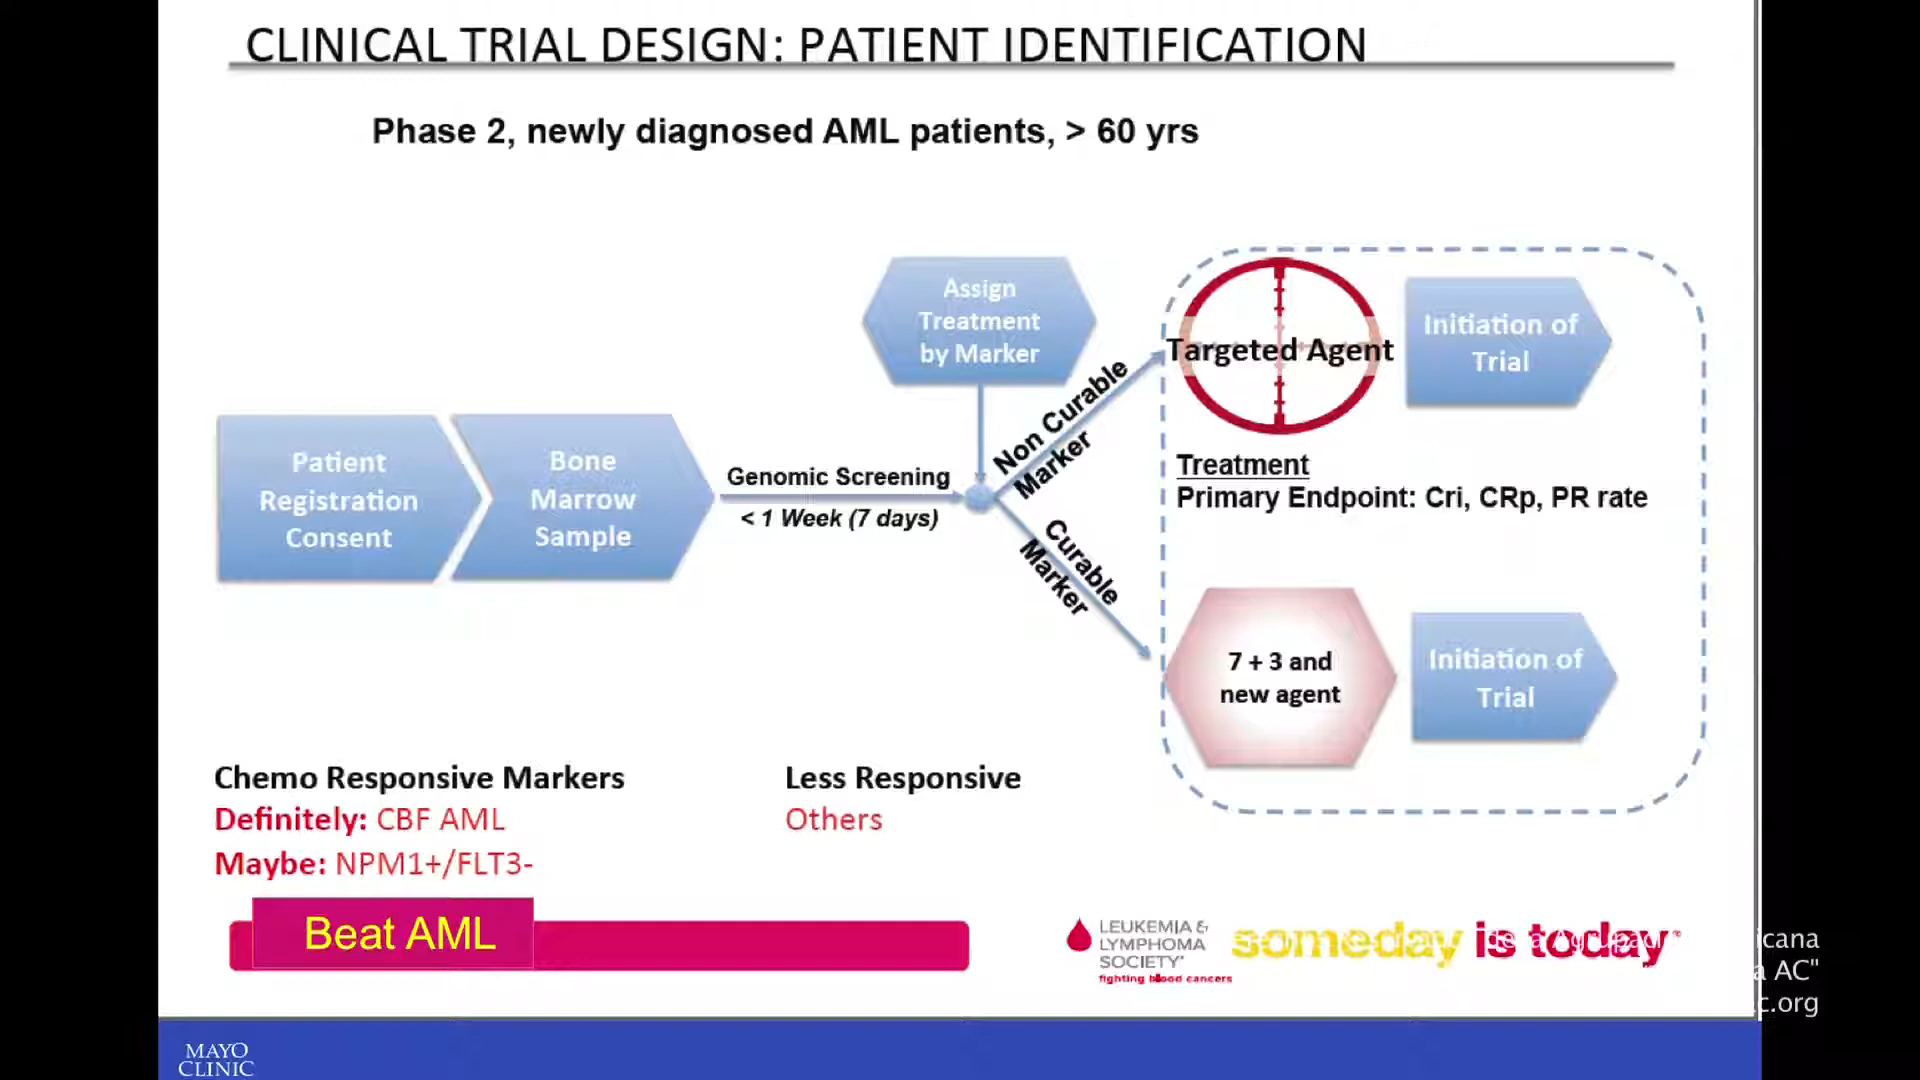 CLINICAL TRIAL DESIGN: PATIENT IDENTIFICATION
Phase 2, newly diagnosed AML patients, > 60 yrs
Assign
Treatment
by Marker
Patient
Registration
Consent
Bone
Marrow
Sample
Genomic Screening
< 1 Week (7 days)
Non Curable
Marker
Curable
Marker
Targeted Agent
Initiation of
Trial
Treatment
Primary Endpoint: Cri, CRp, PR rate
7 + 3 and
new agent
Initiation of
Trial
Chemo Responsive Markers
Definitely: CBF AML
Maybe: NPM1+/FLT3-
Less Responsive
Others
Beat AML
LEUKEMIA &
LYMPHOMA
SOCIETY
fighting blood cancers
someday is today
icana
a AC"
c.org
MAYO
CLINIC